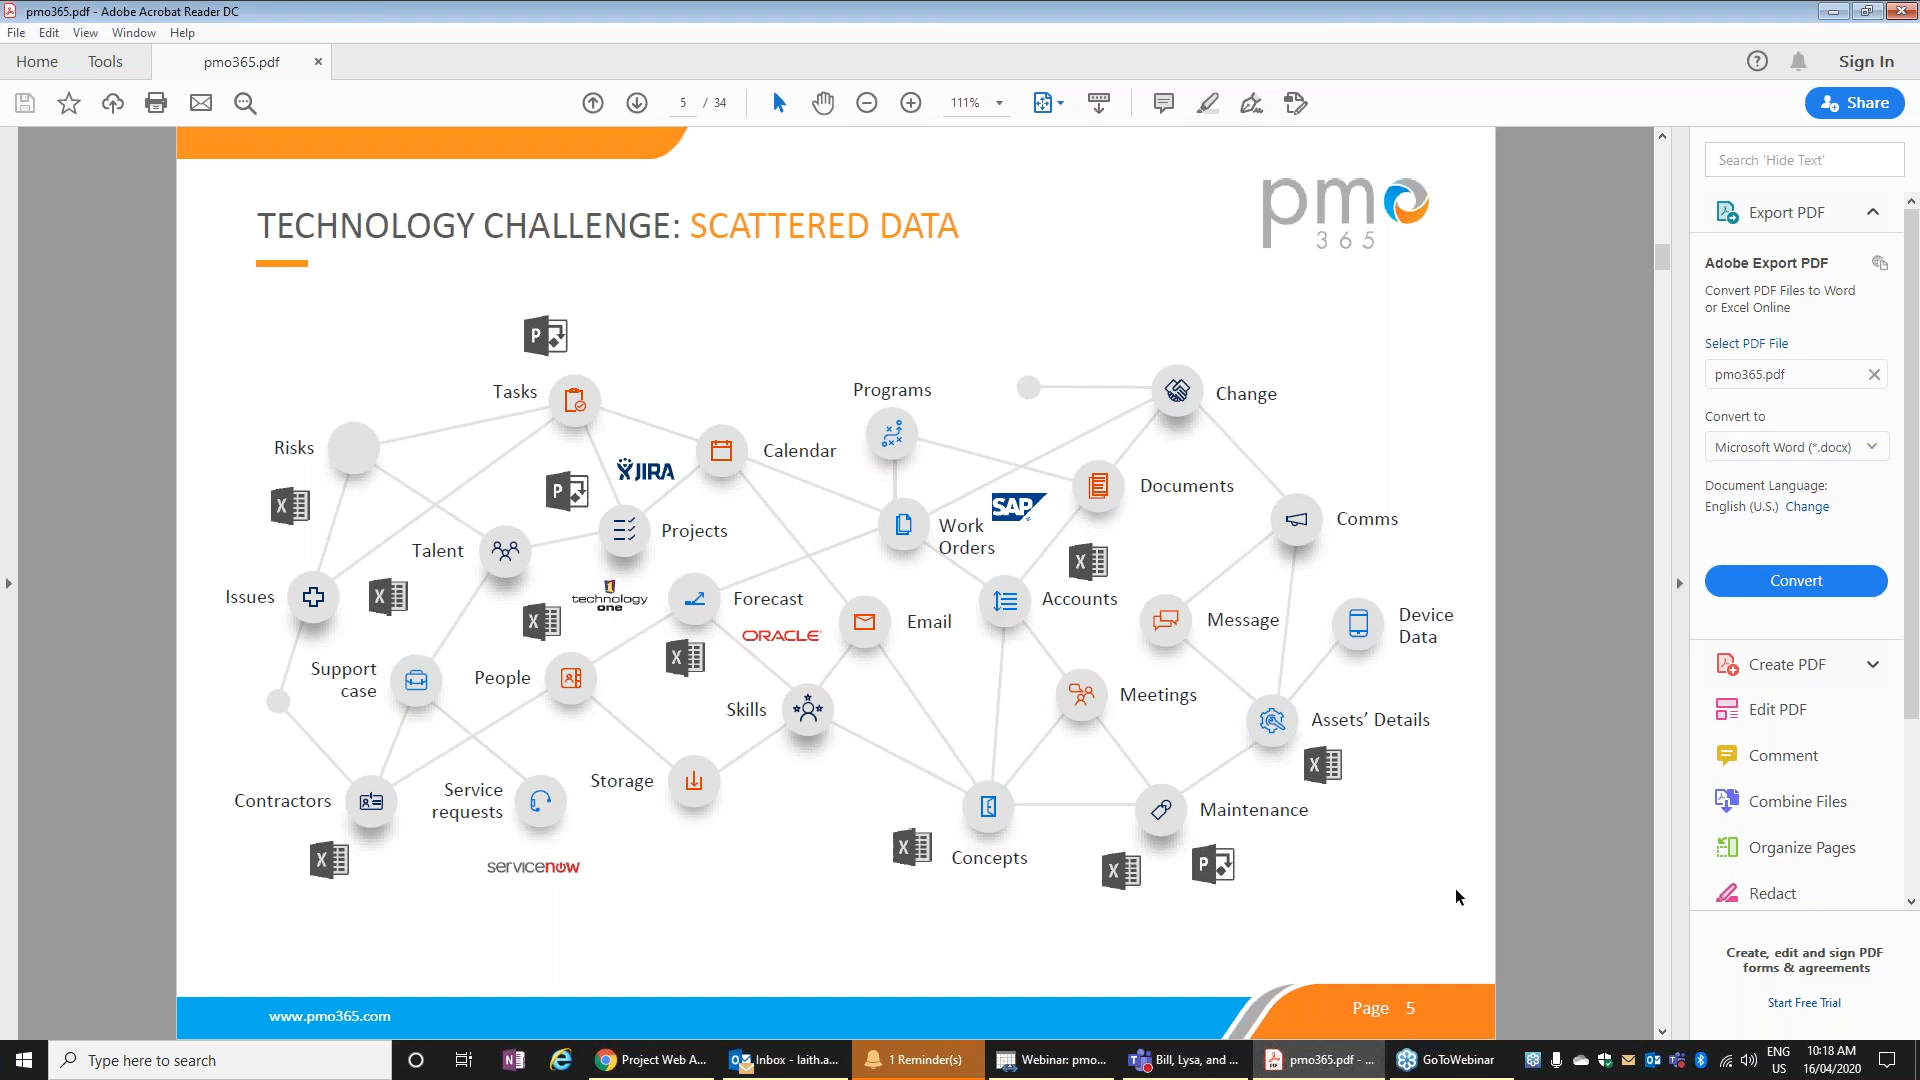 pmo365.pdf - Adobe Acrobat Reader DC
File Edit View Window Help
Home Tools pmo365.pdf × Sign In
5 / 34 111% Share
TECHNOLOGY CHALLENGE: SCATTERED DATA
pmo
365
Tasks
Programs
Change
Risks
Calendar
JIRA
Documents
SAP
Comms
Talent
Projects
Work
Orders
Issues
technology
one
Forecast
ORACLE
Email
Accounts
Message
Device
Data
Support
case
People
Skills
Meetings
Assets’ Details
Contractors
Service
requests
Storage
Maintenance
servicenow
Concepts
www.pmo365.com
Page 5
Search 'Hide Text'
Export PDF
Adobe Export PDF
Convert PDF Files to Word
or Excel Online
Select PDF File
pmo365.pdf
Convert to
Microsoft Word (*.docx)
Document Language:
English (U.S.) Change
Convert
Create PDF
Edit PDF
Comment
Combine Files
Organize Pages
Redact
Create, edit and sign PDF
forms & agreements
Start Free Trial
Type here to search
Project Web A...
Inbox - laith.a...
1 Reminder(s)
Webinar: pmo...
Bill, Lysa, and ...
pmo365.pdf - ...
GoToWebinar
ENG
US
10:18 AM
16/04/2020